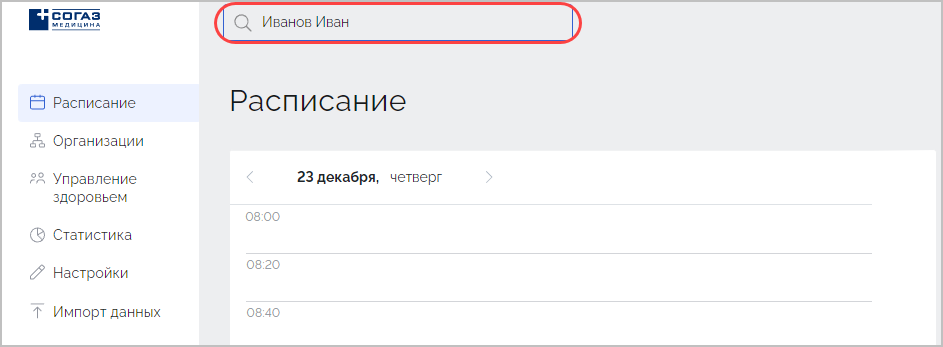 СОГАЗ
МЕДИЦИНА
Иванов Иван
Расписание
Организации
Управление
здоровьем
Статистика
Настройки
Импорт данных
Расписание
23 декабря, четверг
08:00
08:20
08:40